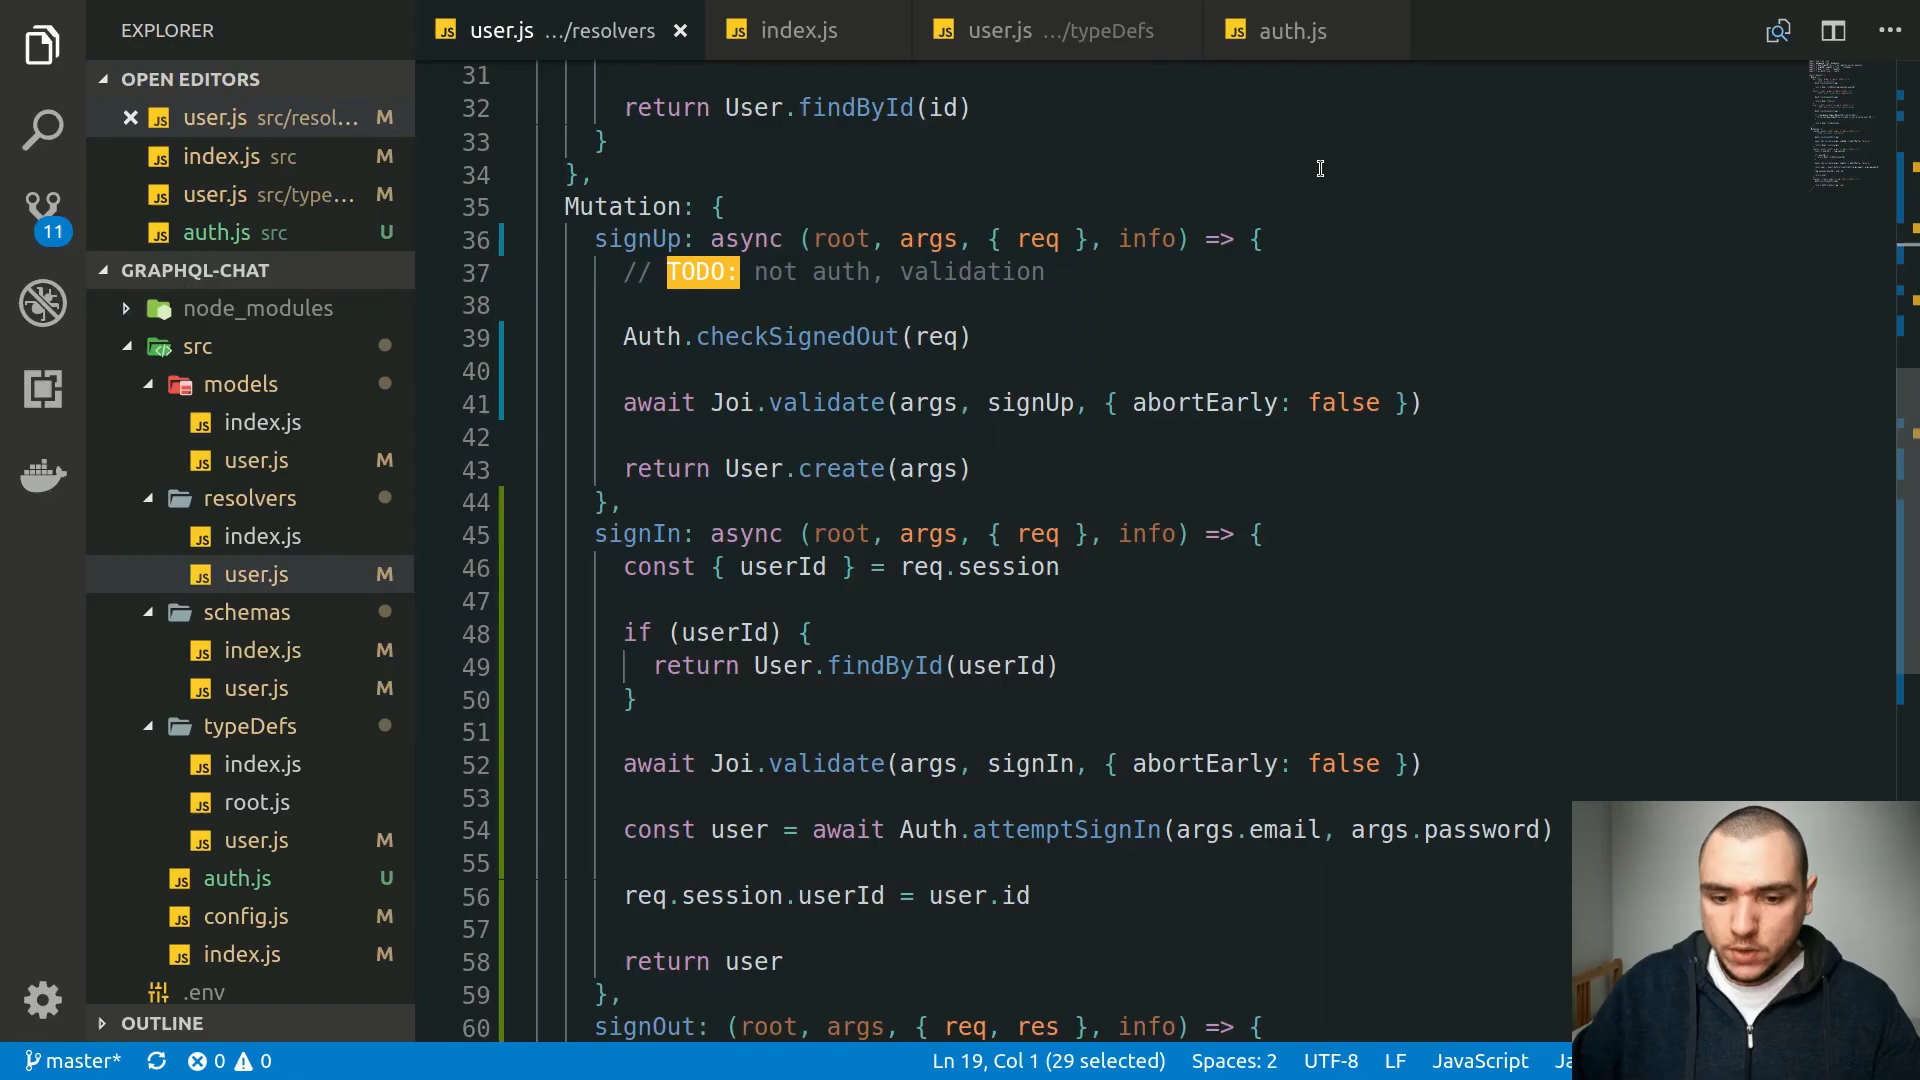 EXPLORER
OPEN EDITORS
user.js src/resol... M
index.js src M
user.js src/type... M
auth.js src U
GRAPHQL-CHAT
node_modules
src
models
index.js
user.js M
resolvers
index.js
user.js M
schemas
index.js M
user.js M
typeDefs
index.js
root.js
user.js M
auth.js U
config.js M
index.js M
.env
OUTLINE
11
user.js .../resolvers
index.js
user.js .../typeDefs
auth.js
31
32 return User.findById(id)
33 }
34 },
35 Mutation: {
36 signUp: async (root, args, { req }, info) => {
37 // TODO: not auth, validation
38
39 Auth.checkSignedOut(req)
40
41 await Joi.validate(args, signUp, { abortEarly: false })
42
43 return User.create(args)
44 },
45 signIn: async (root, args, { req }, info) => {
46 const { userId } = req.session
47
48 if (userId) {
49 return User.findById(userId)
50 }
51
52 await Joi.validate(args, signIn, { abortEarly: false })
53
54 const user = await Auth.attemptSignIn(args.email, args.password)
55
56 req.session.userId = user.id
57
58 return user
59 },
60 signOut: (root, args, { req, res }, info) => {
master* 0 0 Ln 19, Col 1 (29 selected) Spaces: 2 UTF-8 LF JavaScript Ja